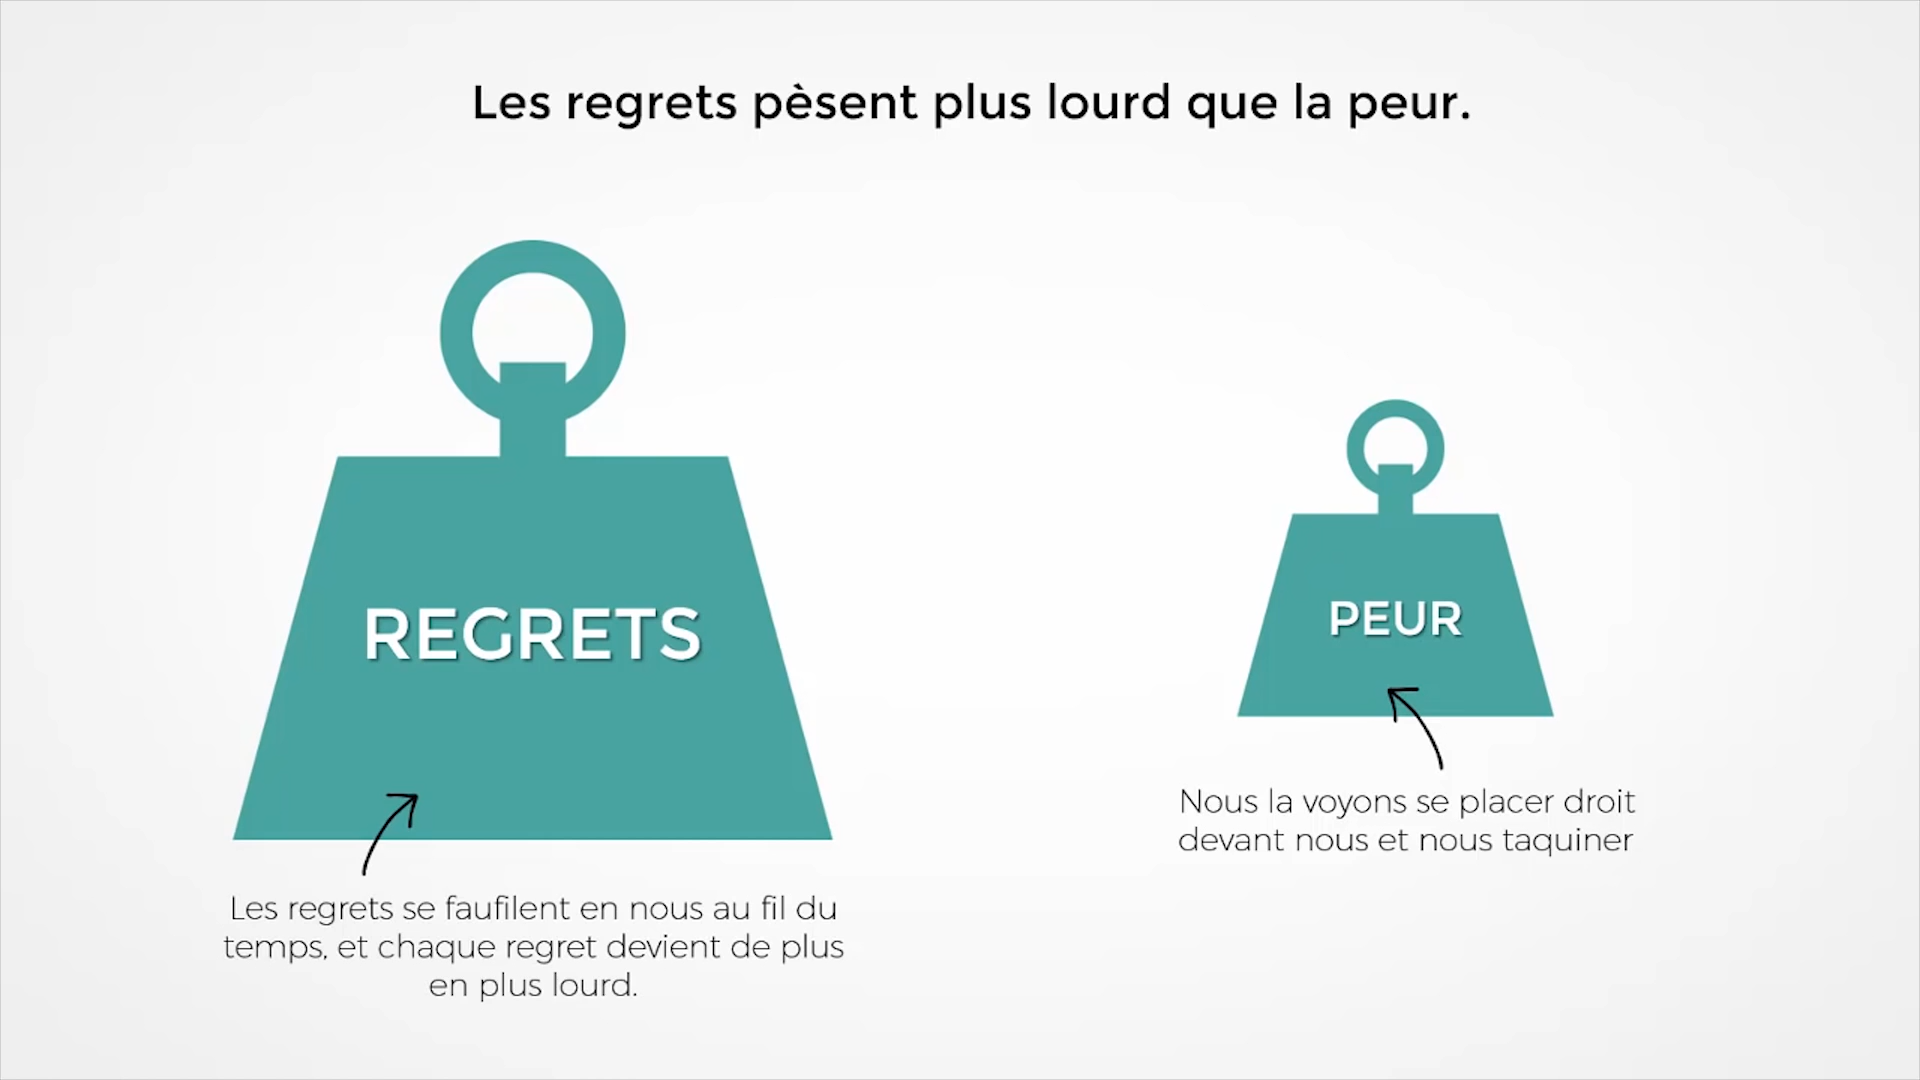 Les regrets pèsent plus lourd que la peur.
REGRETS
Les regrets se faufilent en nous au fil du
temps, et chaque regret devient de plus
en plus lourd.
PEUR
Nous la voyons se placer droit
devant nous et nous taquiner